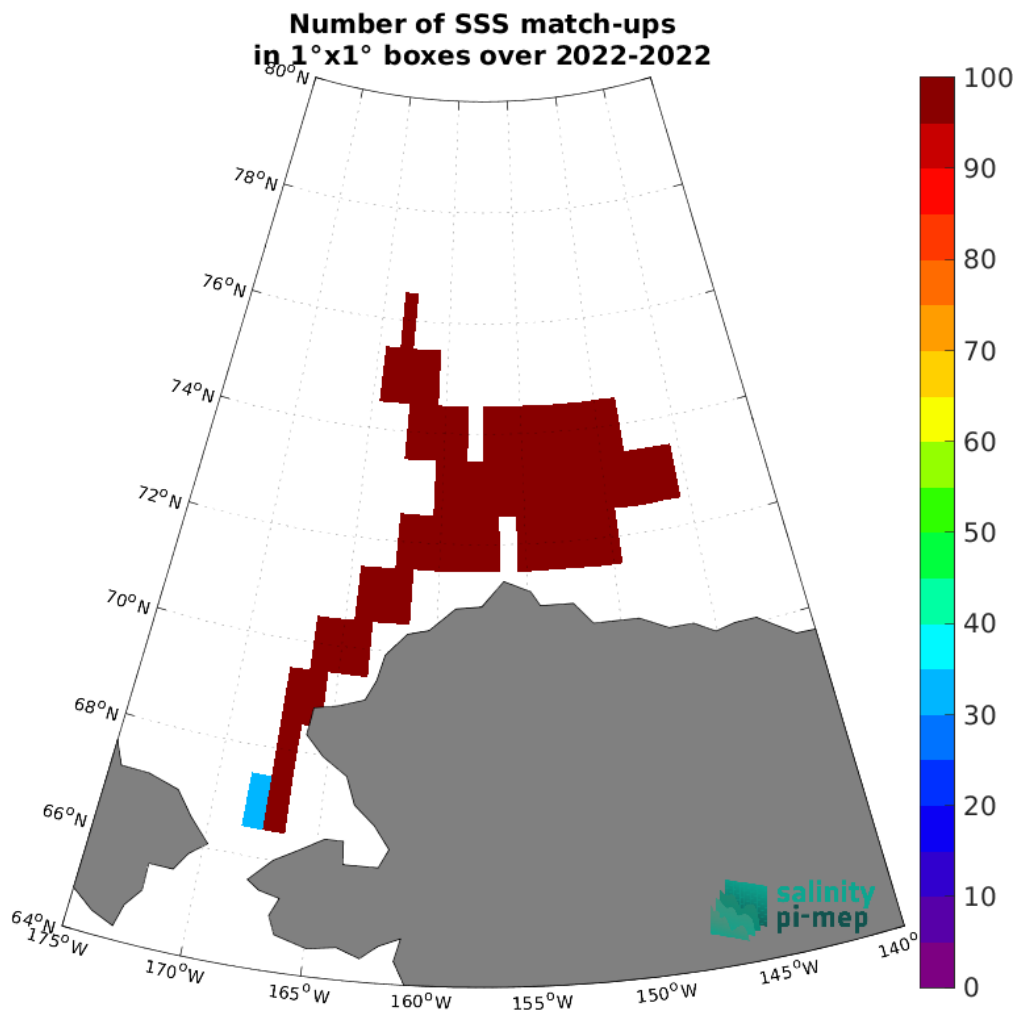 Number of SSS match-ups
in 1°x1° boxes over 2022-2022
80°N
78°N
76°N
74°N
72°N
70°N
68°N
66°N
64°N
175°W
170°W
165°W
160°W
155°W
150°W
145°W
140°
100
90
80
70
60
50
40
30
20
10
0
salinity
pi-mep